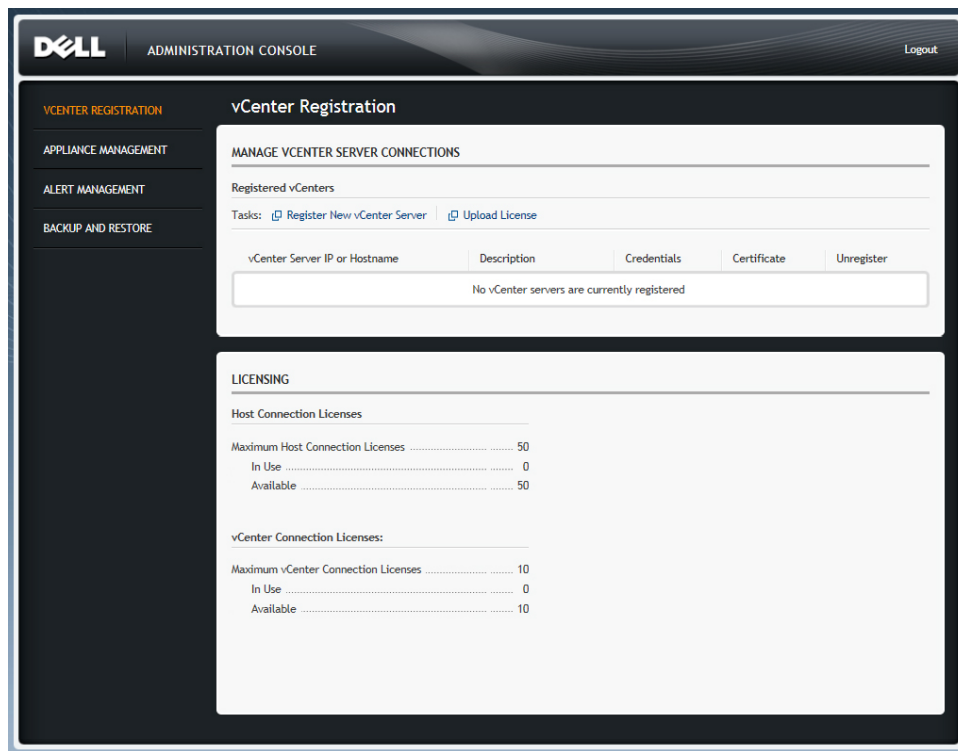 DELL ADMINISTRATION CONSOLE Logout
VCENTER REGISTRATION
APPLIANCE MANAGEMENT
ALERT MANAGEMENT
BACKUP AND RESTORE
vCenter Registration
MANAGE VCENTER SERVER CONNECTIONS
Registered vCenters
Tasks: Register New vCenter Server Upload License
vCenter Server IP or Hostname Description Credentials Certificate Unregister
No vCenter servers are currently registered
LICENSING
Host Connection Licenses
Maximum Host Connection Licenses 50
In Use 0
Available 50
vCenter Connection Licenses:
Maximum vCenter Connection Licenses 10
In Use 0
Available 10